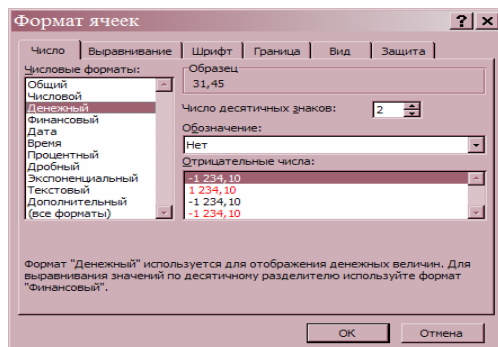 Формат ячеек
Число Выравнивание Шрифт Граница Вид Защита
Числовые форматы:
Общий
Числовой
Денежный
Финансовый
Дата
Время
Процентный
Дробный
Экспоненциальный
Текстовый
Дополнительный
(все форматы)
Образец
31,45
Число десятичных знаков: 2
Обозначение:
Нет
Отрицательные числа:
-1 234,10
1 234,10
-1 234,10
-1 234,10
Формат "Денежный" используется для отображения денежных величин. Для
выравнивания значений по десятичному разделителю используйте формат
"Финансовый".
ОК Отмена